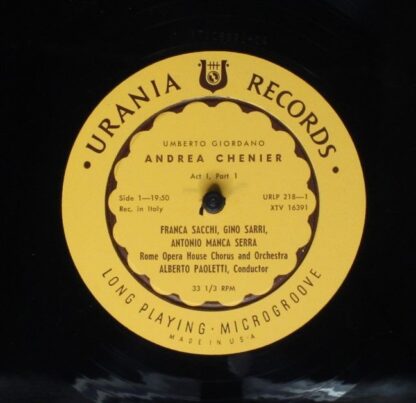 URANIA RECORDS
UMBERTO GIORDANO
ANDREA CHENIER
Act I, Part 1
Side 1—19:50
URLP 218—1
Rec. in Italy
XTV 16391
FRANCA SACCHI, GINO SARRI,
ANTONIO MANCA SERRA
Rome Opera House Chorus and Orchestra
ALBERTO PAOLETTI, Conductor
33 1/3 RPM
LONG PLAYING · MICROGROOVE
MADE IN U.S.A